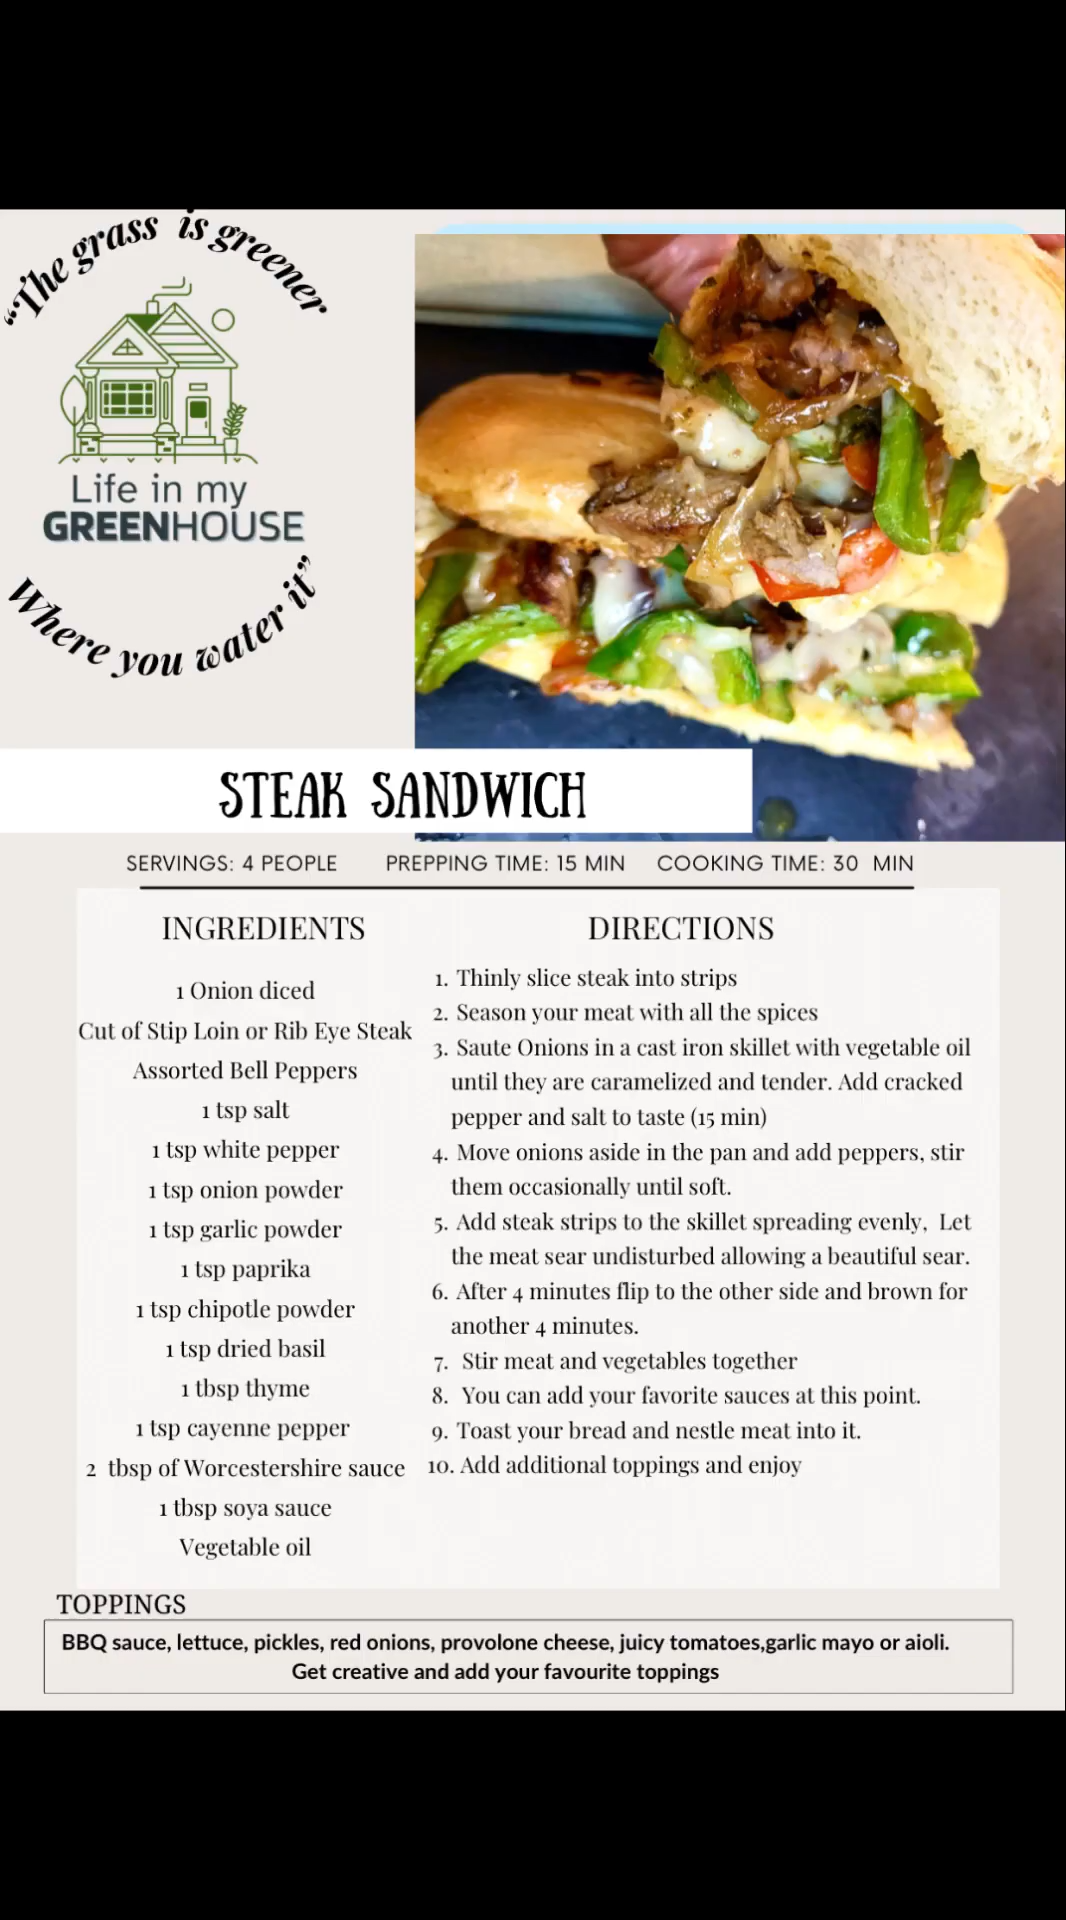 “The grass is greener
Life in my
GREENHOUSE
Where you water it”
STEAK SANDWICH
SERVINGS: 4 PEOPLE PREPPING TIME: 15 MIN COOKING TIME: 30 MIN
INGREDIENTS
1 Onion diced
Cut of Stip Loin or Rib Eye Steak
Assorted Bell Peppers
1 tsp salt
1 tsp white pepper
1 tsp onion powder
1 tsp garlic powder
1 tsp paprika
1 tsp chipotle powder
1 tsp dried basil
1 tbsp thyme
1 tsp cayenne pepper
2 tbsp of Worcestershire sauce
1 tbsp soya sauce
Vegetable oil
DIRECTIONS
1. Thinly slice steak into strips
2. Season your meat with all the spices
3. Saute Onions in a cast iron skillet with vegetable oil
until they are caramelized and tender. Add cracked
pepper and salt to taste (15 min)
4. Move onions aside in the pan and add peppers, stir
them occasionally until soft.
5. Add steak strips to the skillet spreading evenly, Let
the meat sear undisturbed allowing a beautiful sear.
6. After 4 minutes flip to the other side and brown for
another 4 minutes.
7. Stir meat and vegetables together
8. You can add your favorite sauces at this point.
9. Toast your bread and nestle meat into it.
10. Add additional toppings and enjoy
TOPPINGS
BBQ sauce, lettuce, pickles, red onions, provolone cheese, juicy tomatoes,garlic mayo or aioli.
Get creative and add your favourite toppings